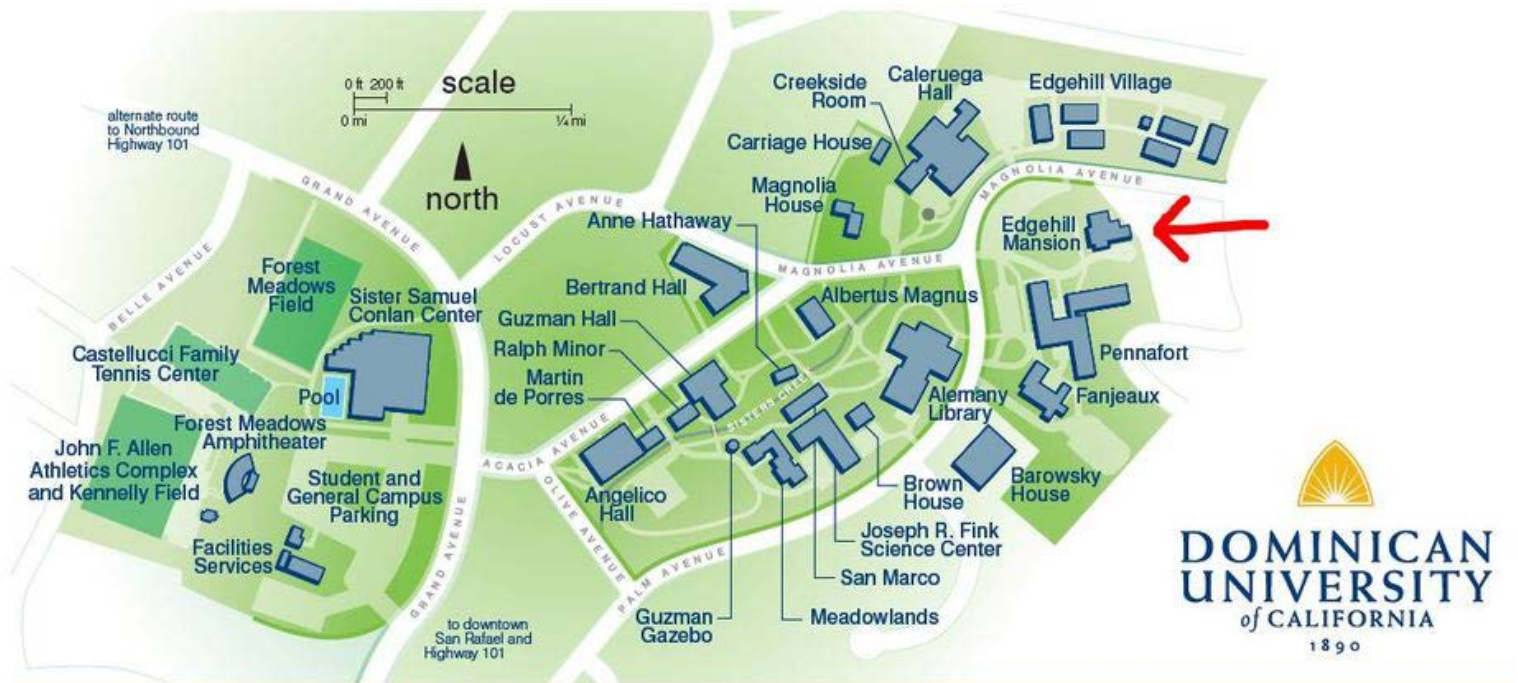 0 ft 200 ft
scale
0 mi
¼ mi
north
alternate route
to Northbound
Highway 101
GRAND AVENUE
LOCUST AVENUE
BELLE AVENUE
Creekside
Room
Caleruega
Hall
Edgehill Village
Carriage House
Magnolia
House
MAGNOLIA AVENUE
Edgehill
Mansion
Anne Hathaway
MAGNOLIA AVENUE
Forest
Meadows
Field
Sister Samuel
Conlan Center
Bertrand Hall
Albertus Magnus
Guzman Hall
Ralph Minor
Martin
de Porres
Castellucci Family
Tennis Center
Pool
Pennafort
Fanjeaux
Alemany
Library
SISTERS CREEK
Forest Meadows
Amphitheater
John F. Allen
Athletics Complex
and Kennelly Field
Student and
General Campus
Parking
ACACIA AVENUE
Angelico
Hall
OLIVE AVENUE
Brown
House
Barowsky
House
Joseph R. Fink
Science Center
San Marco
Facilities
Services
GRAND AVENUE
PALM AVENUE
Guzman
Gazebo
Meadowlands
to downtown
San Rafael and
Highway 101
DOMINICAN
UNIVERSITY
of CALIFORNIA
1890